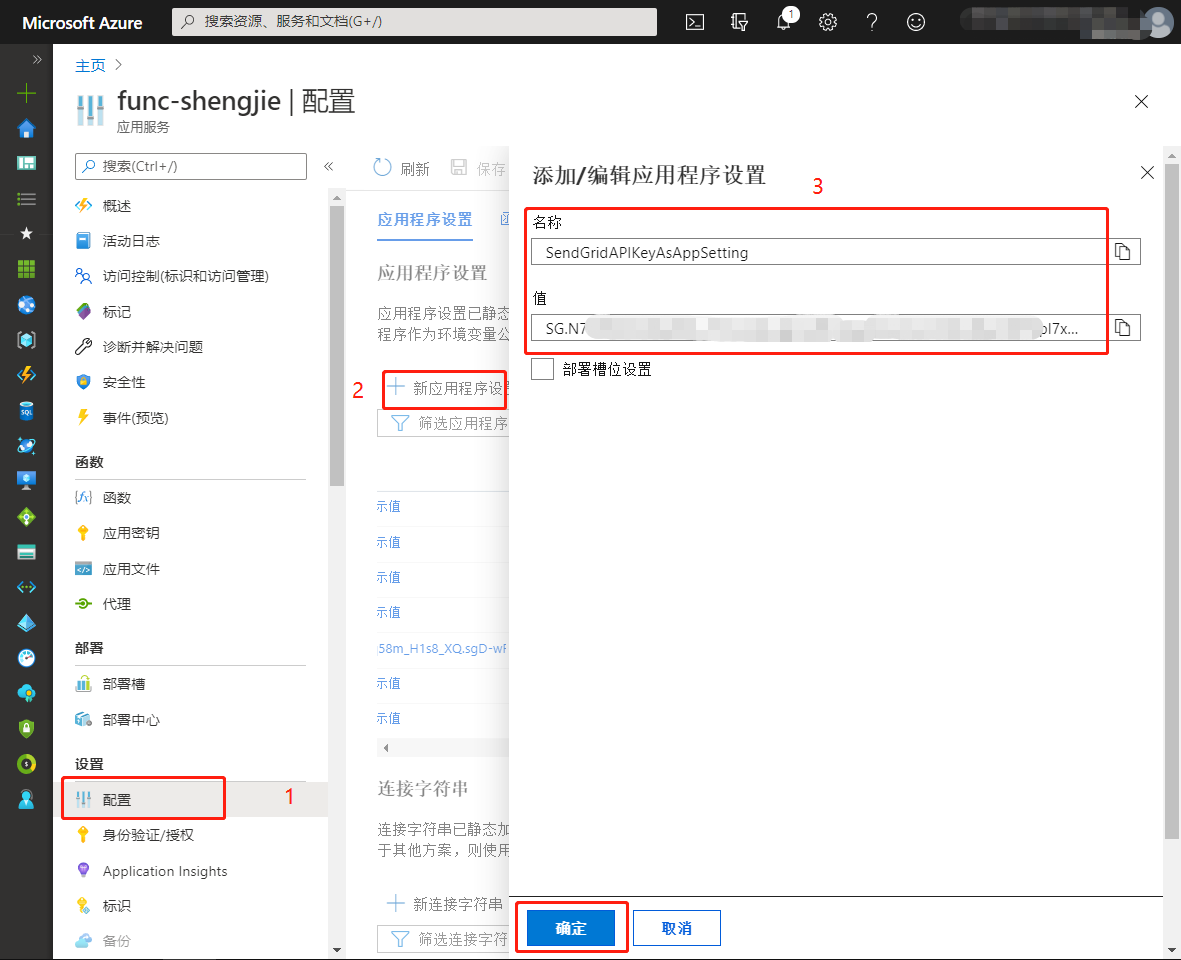 Microsoft Azure
搜索资源、服务和文档(G+/)
1
主页
func-shengjie | 配置
应用服务
搜索(Ctrl+/)
概述
活动日志
访问控制(标识和访问管理)
标记
诊断并解决问题
安全性
事件(预览)
函数
函数
应用密钥
应用文件
代理
部署
部署槽
部署中心
设置
配置
1
身份验证/授权
Application Insights
标识
备份
刷新
保存
应用程序设置
应用程序设置
应用程序设置已静态
程序作为环境变量公
2
新应用程序设
筛选应用程序
示值
示值
示值
示值
58m_H1s8_XQ.sgD-wF
示值
示值
连接字符串
连接字符串已静态加
于其他方案，则使用
新连接字符串
筛选连接字符
添加/编辑应用程序设置
3
名称
SendGridAPIKeyAsAppSetting
值
SG.N7
pI7x...
部署槽位设置
确定
取消